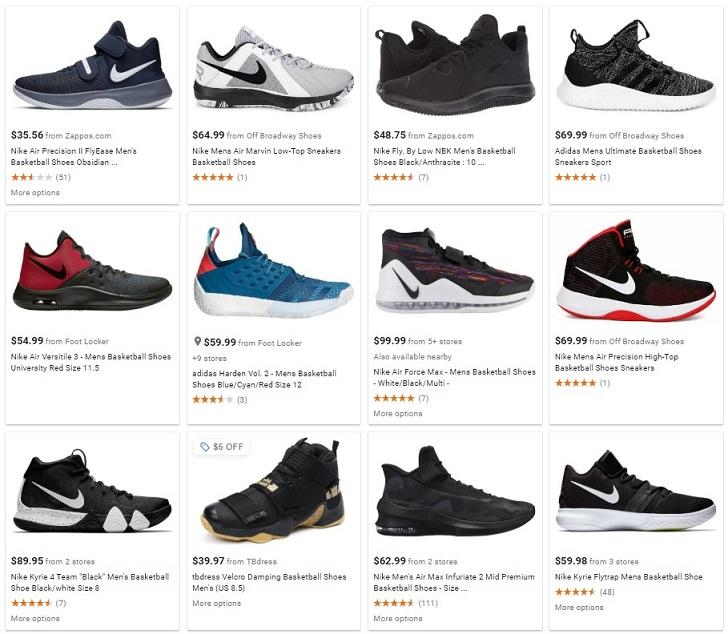 $35.56 from Zappos.com
Nike Air Precision II FlyEase Men's
Basketball Shoes Obsidian ...
(51)
More options
$64.99 from Off Broadway Shoes
Nike Mens Air Marvin Low-Top Sneakers
Basketball Shoes
(1)
$48.75 from Zappos.com
Nike Fly. By Low NBK Men's Basketball
Shoes Black/Anthracite : 10 ...
(7)
$69.99 from Off Broadway Shoes
Adidas Mens Ultimate Basketball Shoes
Sneakers Sport
(1)
$54.99 from Foot Locker
Nike Air Versitile 3 - Mens Basketball Shoes
University Red Size 11.5
$59.99 from Foot Locker
+9 stores
adidas Harden Vol. 2 - Mens Basketball
Shoes Blue/Cyan/Red Size 12
(3)
$99.99 from 5+ stores
Also available nearby
Nike Air Force Max - Mens Basketball Shoes
- White/Black/Multi -
(7)
More options
$69.99 from Off Broadway Shoes
Nike Mens Air Precision High-Top
Basketball Shoes Sneakers
(1)
$89.95 from 2 stores
Nike Kyrie 4 Team "Black" Men's Basketball
Shoe Black/white Size 8
(7)
More options
$5 OFF
$39.97 from TBdress
tbdress Velcro Damping Basketball Shoes
Men's (US 8.5)
More options
$62.99 from 2 stores
Nike Men's Air Max Infuriate 2 Mid Premium
Basketball Shoes - Size ...
(111)
More options
$59.98 from 3 stores
Nike Kyrie Flytrap Mens Basketball Shoe
(48)
More options